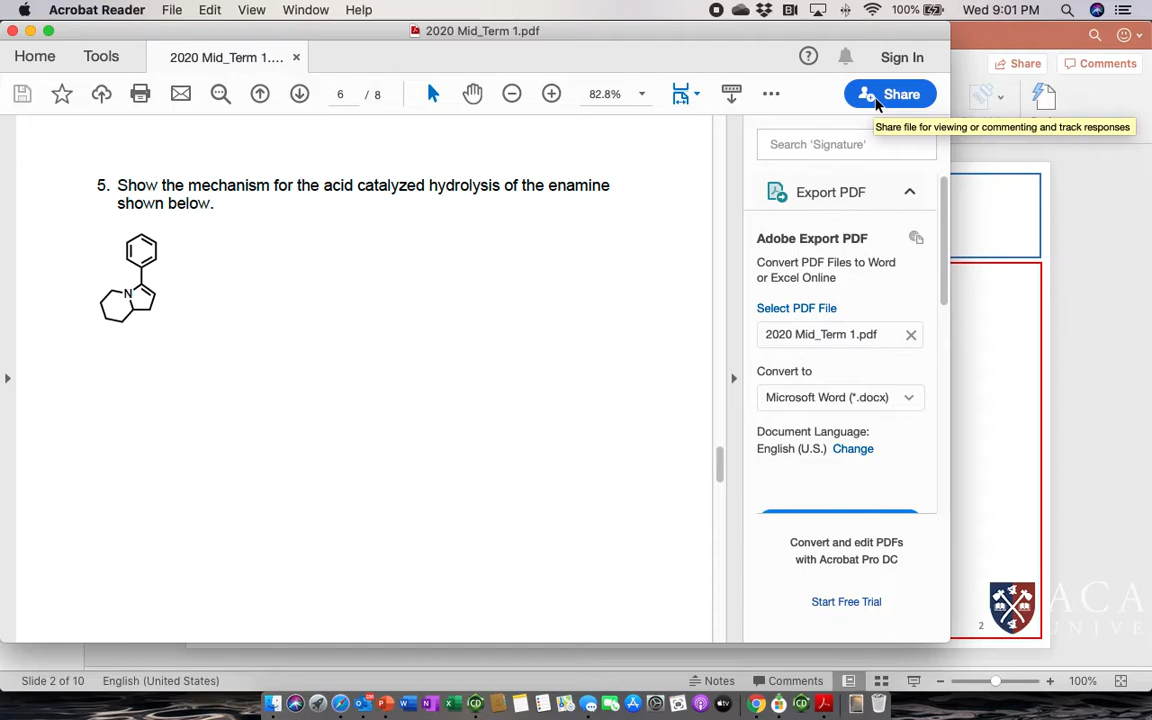 Acrobat Reader File Edit View Window Help 100% Wed 9:01 PM
2020 Mid_Term 1.pdf
Home Tools 2020 Mid_Term 1.... × Sign In
6 / 8 82.8% Share
Share Comments
Share file for viewing or commenting and track responses
5. Show the mechanism for the acid catalyzed hydrolysis of the enamine
shown below.
N
Search 'Signature'
Export PDF
Adobe Export PDF
Convert PDF Files to Word
or Excel Online
Select PDF File
2020 Mid_Term 1.pdf
Convert to
Microsoft Word (*.docx)
Document Language:
English (U.S.) Change
Convert and edit PDFs
with Acrobat Pro DC
Start Free Trial
2
ACA
UNIVE
Slide 2 of 10 English (United States) Notes Comments 100%